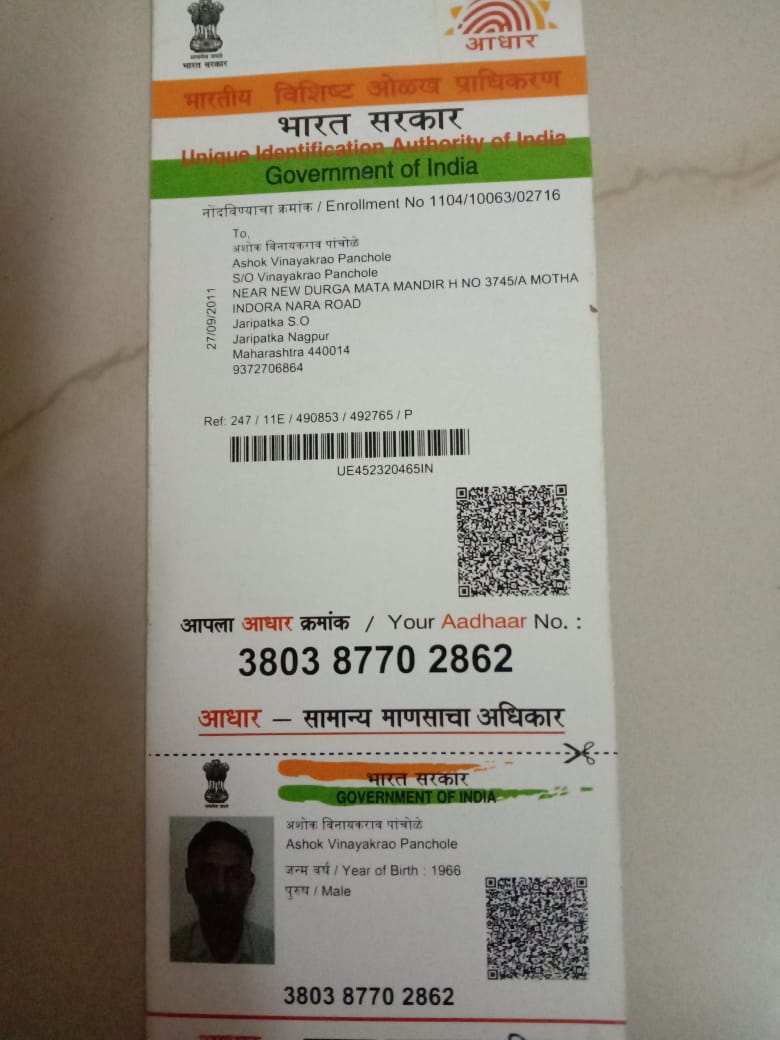 सत्यमेव जयते
भारत सरकार
आधार
भारतीय विशिष्ट ओळख प्राधिकरण
भारत सरकार
Unique Identification Authority of India
Government of India
नोंदविण्याचा क्रमांक / Enrollment No 1104/10063/02716
To,
अशोक विनायकराव पांचोळे
Ashok Vinayakrao Panchole
S/O Vinayakrao Panchole
NEAR NEW DURGA MATA MANDIR H NO 3745/A MOTHA
INDORA NARA ROAD
Jaripatka S.O
Jaripatka Nagpur
Maharashtra 440014
9372706864
27/09/2011
Ref: 247 / 11E / 490853 / 492765 / P
UE452320465IN
आपला आधार क्रमांक / Your Aadhaar No. :
3803 8770 2862
आधार – सामान्य माणसाचा अधिकार
भारत सरकार
GOVERNMENT OF INDIA
अशोक विनायकराव पांचोळे
Ashok Vinayakrao Panchole
जन्म वर्ष / Year of Birth : 1966
पुरुष / Male
3803 8770 2862